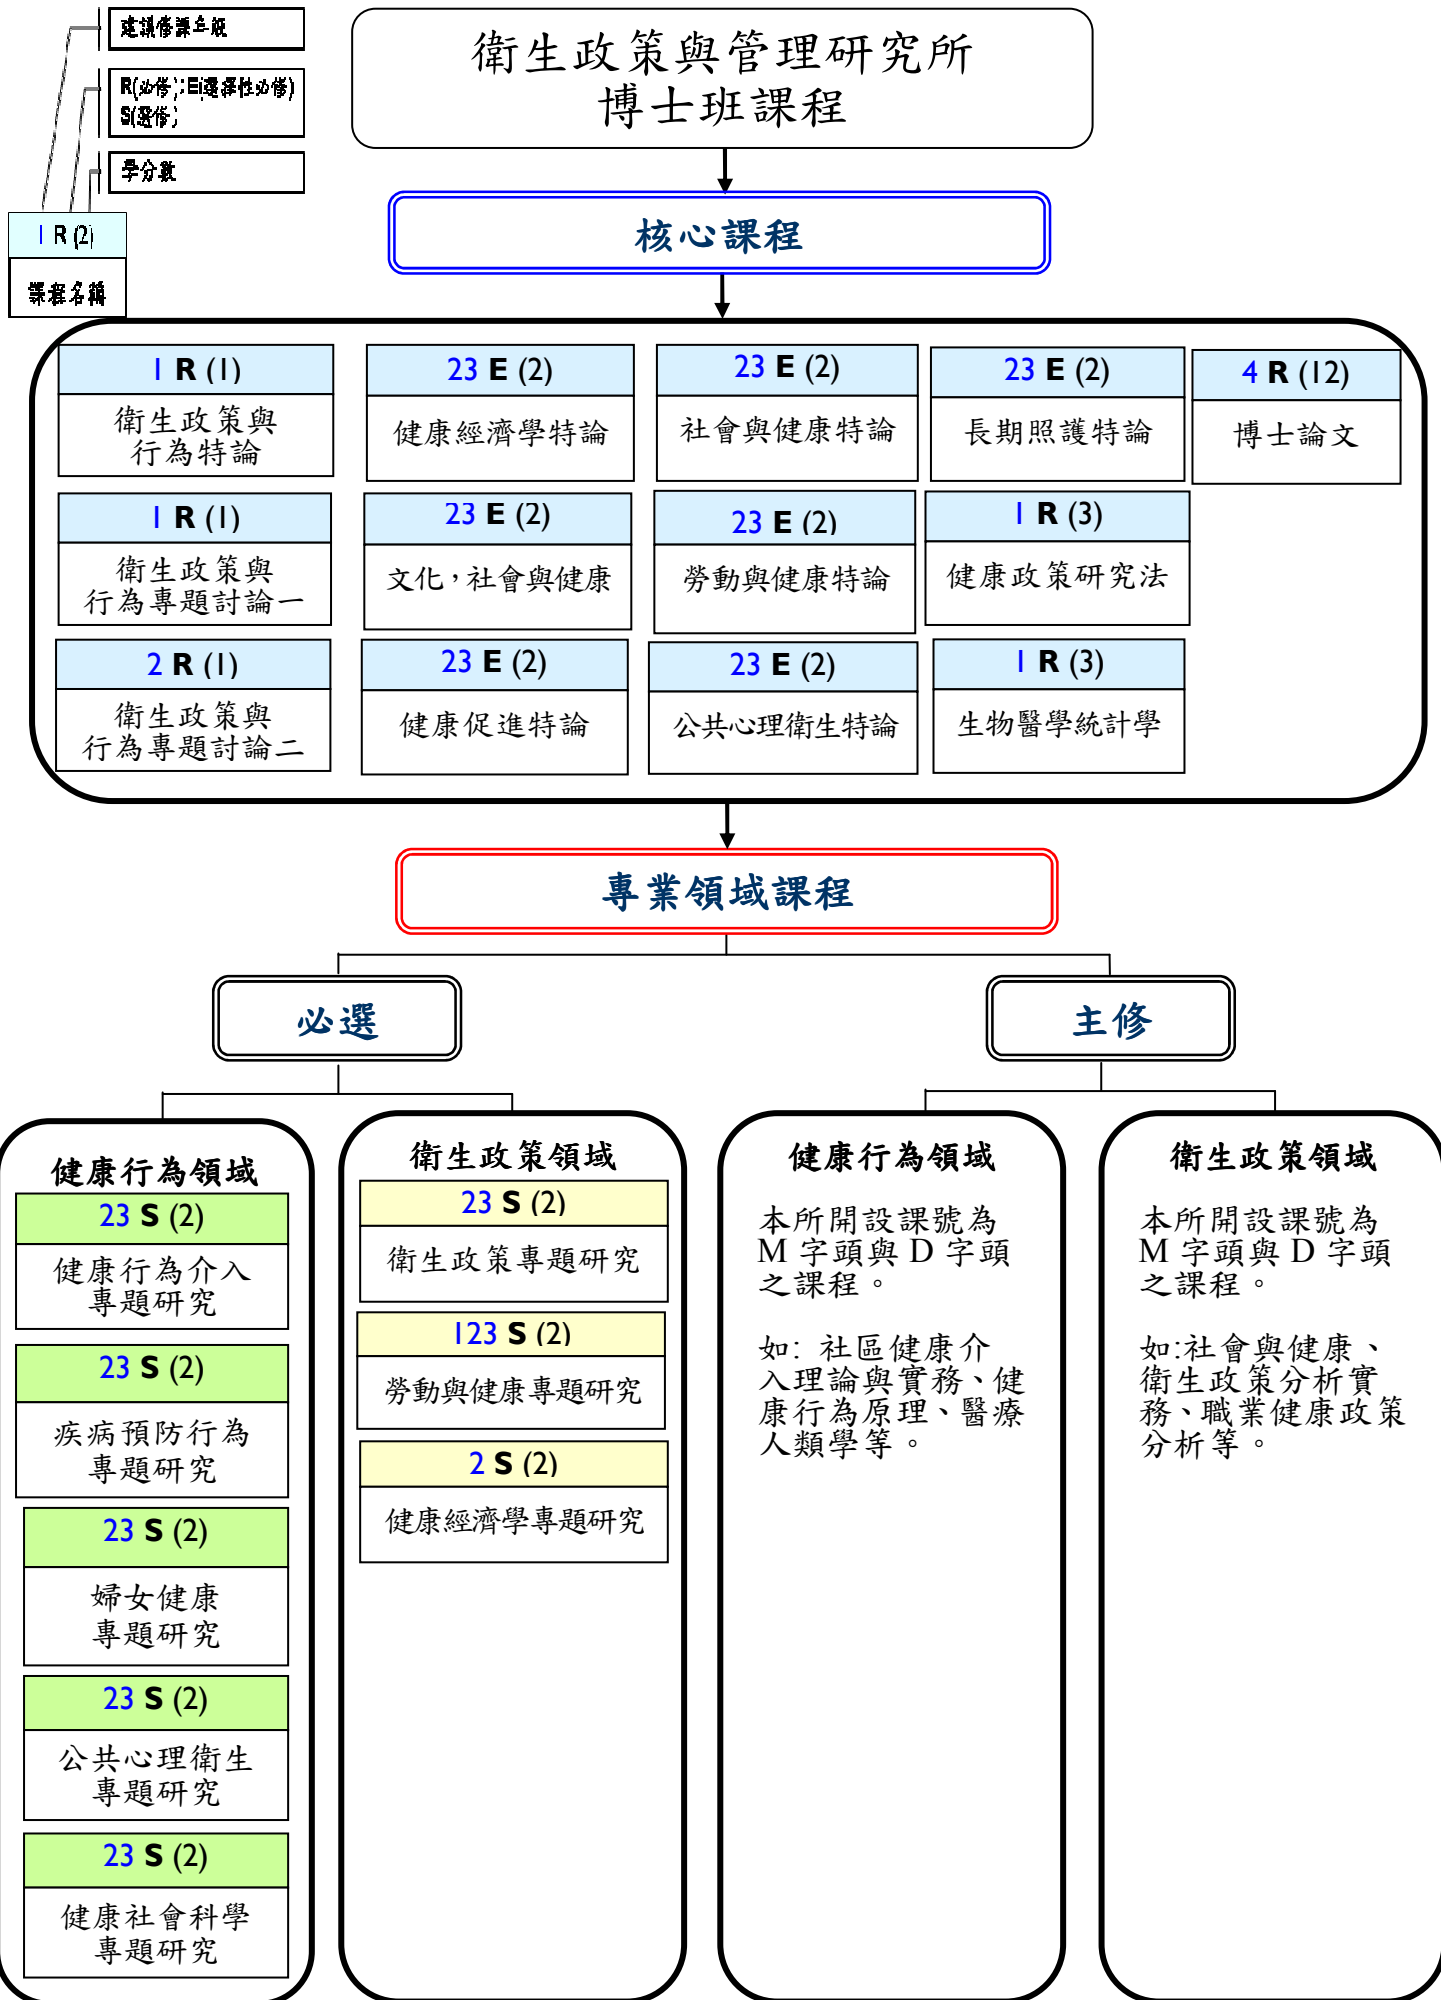 建議修課年級
R(必修);E(選擇性必修)
S(選修)
學分數
1 R (2)
課程名稱
衛生政策與管理研究所
博士班課程
核心課程
1 R (1)
衛生政策與
行為特論
23 E (2)
健康經濟學特論
23 E (2)
社會與健康特論
23 E (2)
長期照護特論
4 R (12)
博士論文
1 R (1)
衛生政策與
行為專題討論一
23 E (2)
文化，社會與健康
23 E (2)
勞動與健康特論
1 R (3)
健康政策研究法
2 R (1)
衛生政策與
行為專題討論二
23 E (2)
健康促進特論
23 E (2)
公共心理衛生特論
1 R (3)
生物醫學統計學
專業領域課程
必選
主修
健康行為領域
23 S (2)
健康行為介入
專題研究
23 S (2)
疾病預防行為
專題研究
23 S (2)
婦女健康
專題研究
23 S (2)
公共心理衛生
專題研究
23 S (2)
健康社會科學
專題研究
衛生政策領域
23 S (2)
衛生政策專題研究
123 S (2)
勞動與健康專題研究
2 S (2)
健康經濟學專題研究
健康行為領域
本所開設課號為
M 字頭與 D 字頭
之課程。
如: 社區健康介
入理論與實務、健
康行為原理、醫療
人類學等。
衛生政策領域
本所開設課號為
M 字頭與 D 字頭
之課程。
如:社會與健康、
衛生政策分析實
務、職業健康政策
分析等。